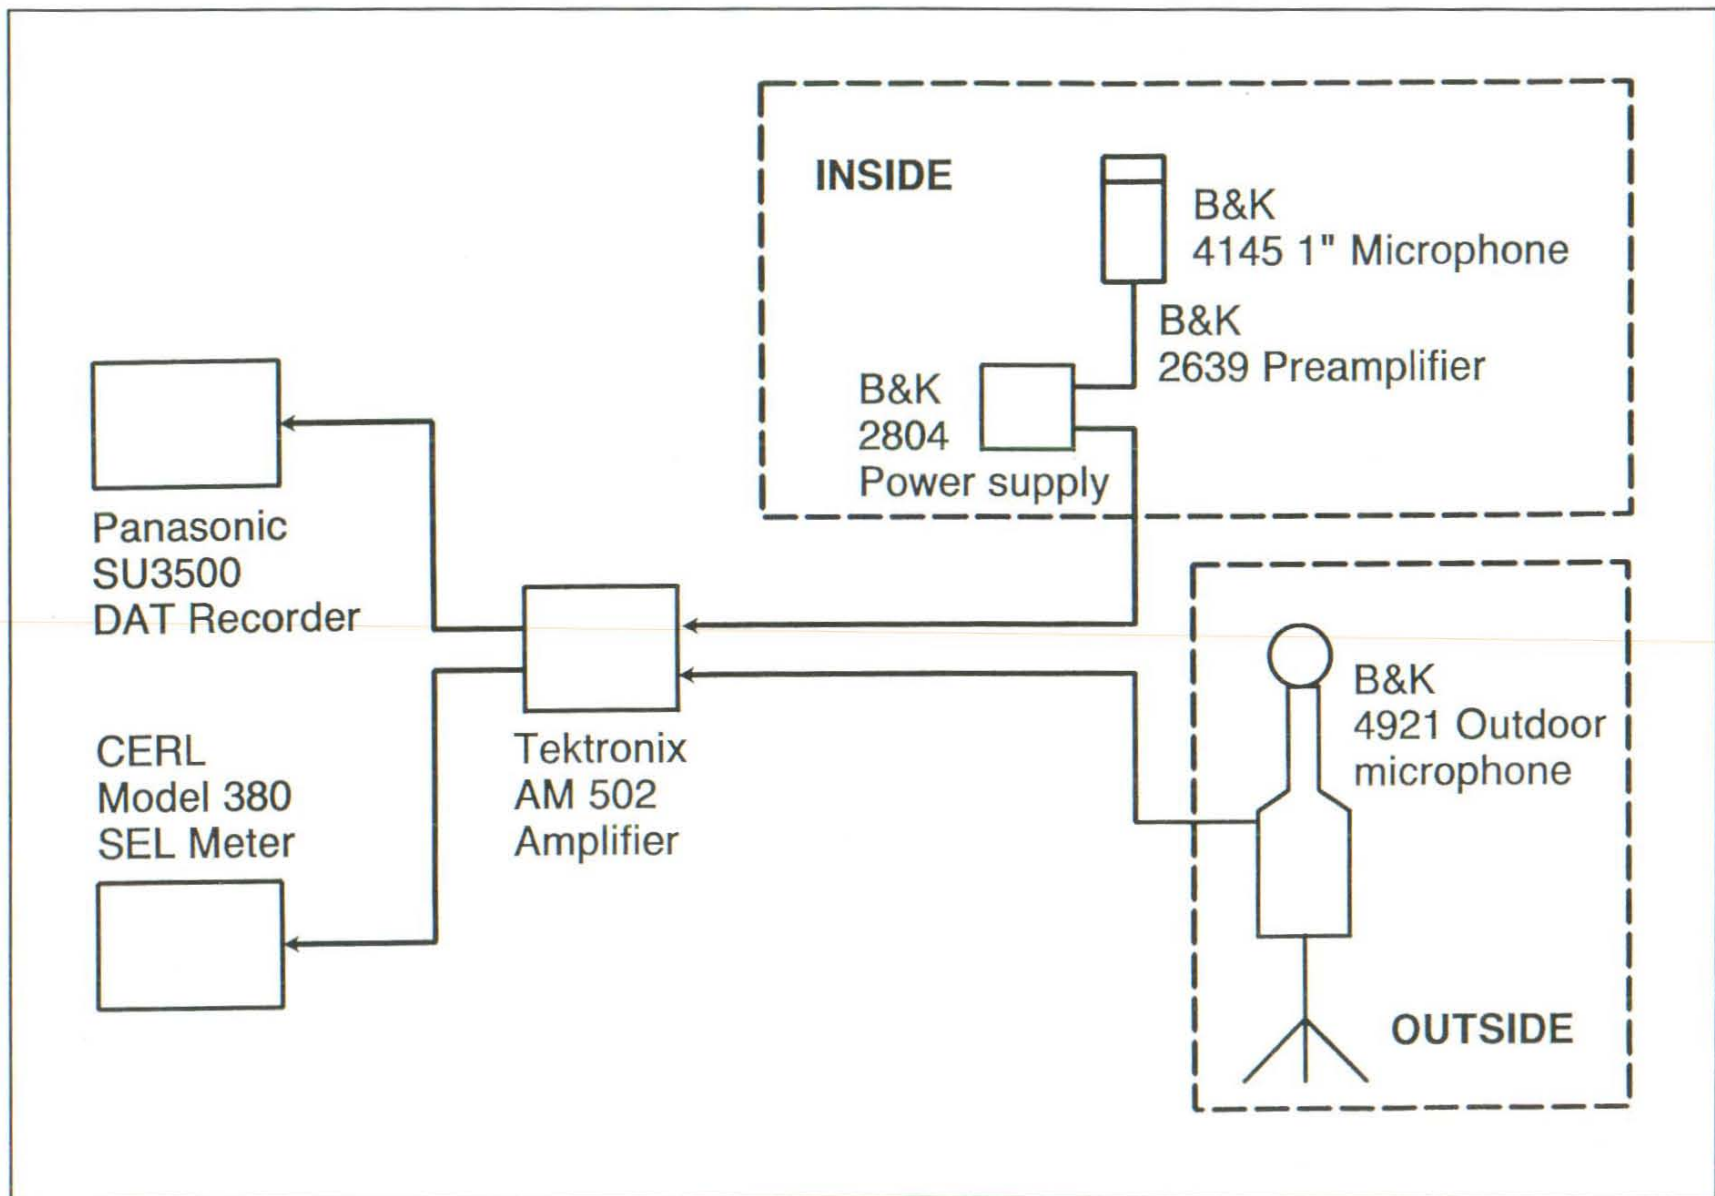 INSIDE
B&K
4145 1" Microphone
B&K
2639 Preamplifier
B&K
2804
Power supply
Panasonic
SU3500
DAT Recorder
CERL
Model 380
SEL Meter
Tektronix
AM 502
Amplifier
B&K
4921 Outdoor
microphone
OUTSIDE